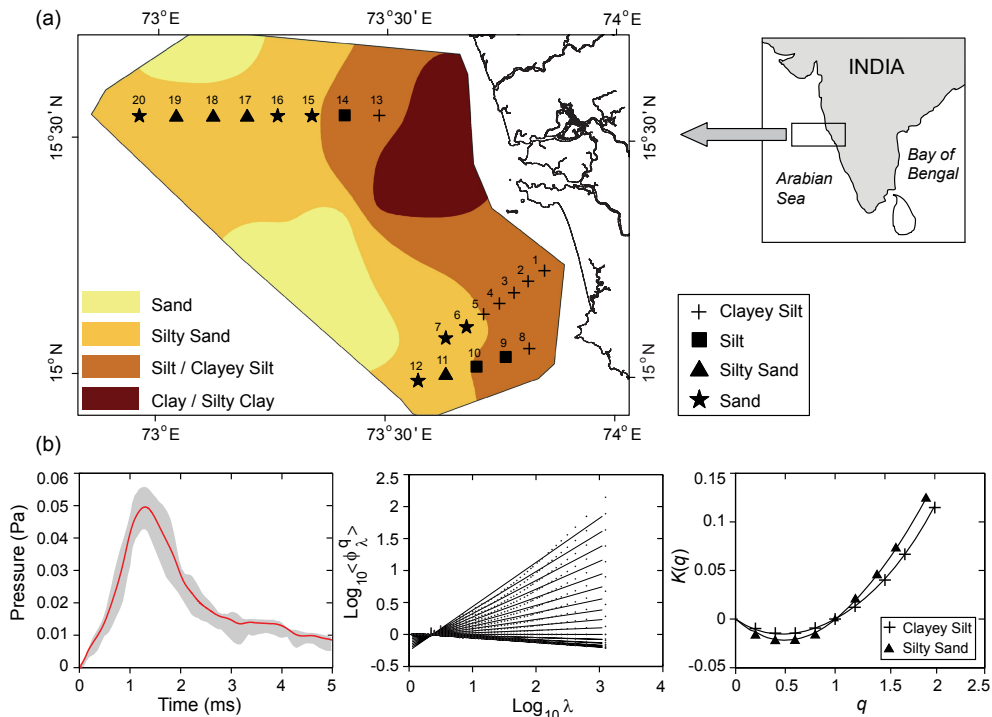 (a)
73° E
73°30′ E
74° E
INDIA
Arabian
Sea
Bay of
Bengal
15°30′ N
15° N
20 19 18 17 16 15 14 13
1
2
3
4
5
6
7
8
9
10
11
12
Sand
Silty Sand
Silt / Clayey Silt
Clay / Silty Clay
73° E
73°30′ E
74° E
15°30′ N
15° N
Clayey Silt
Silt
Silty Sand
Sand
(b)
Pressure (Pa)
0.06
0.05
0.04
0.03
0.02
0.01
0
0 1 2 3 4 5
Time (ms)
Log₁₀<ϕ^q_λ>
2.5
2
1.5
1.0
0.5
0
-0.5
0 1 2 3 4
Log₁₀ λ
K(q)
0.15
0.1
0.05
0
-0.05
0 0.5 1 1.5 2 2.5
q
Clayey Silt
Silty Sand